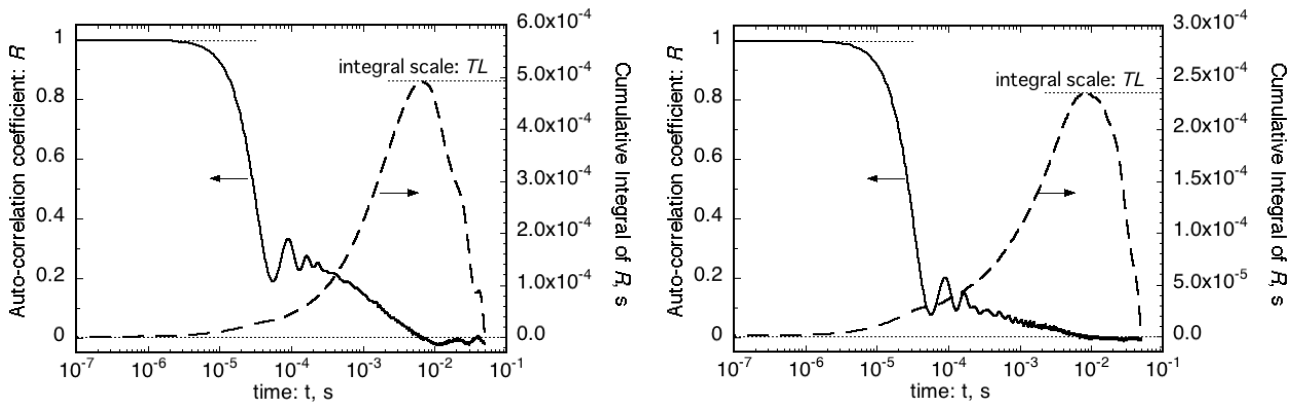 Auto-correlation coefficient: R
1
0.8
0.6
0.4
0.2
0
integral scale: TL
6.0x10-4
5.0x10-4
4.0x10-4
3.0x10-4
2.0x10-4
1.0x10-4
0.0
Cumulative Integral of R, s
10-7
10-6
10-5
10-4
10-3
10-2
10-1
time: t, s
Auto-correlation coefficient: R
1
0.8
0.6
0.4
0.2
0
integral scale: TL
3.0x10-4
2.5x10-4
2.0x10-4
1.5x10-4
1.0x10-4
5.0x10-5
0.0
Cumulative Integral of R, s
10-7
10-6
10-5
10-4
10-3
10-2
10-1
time: t, s